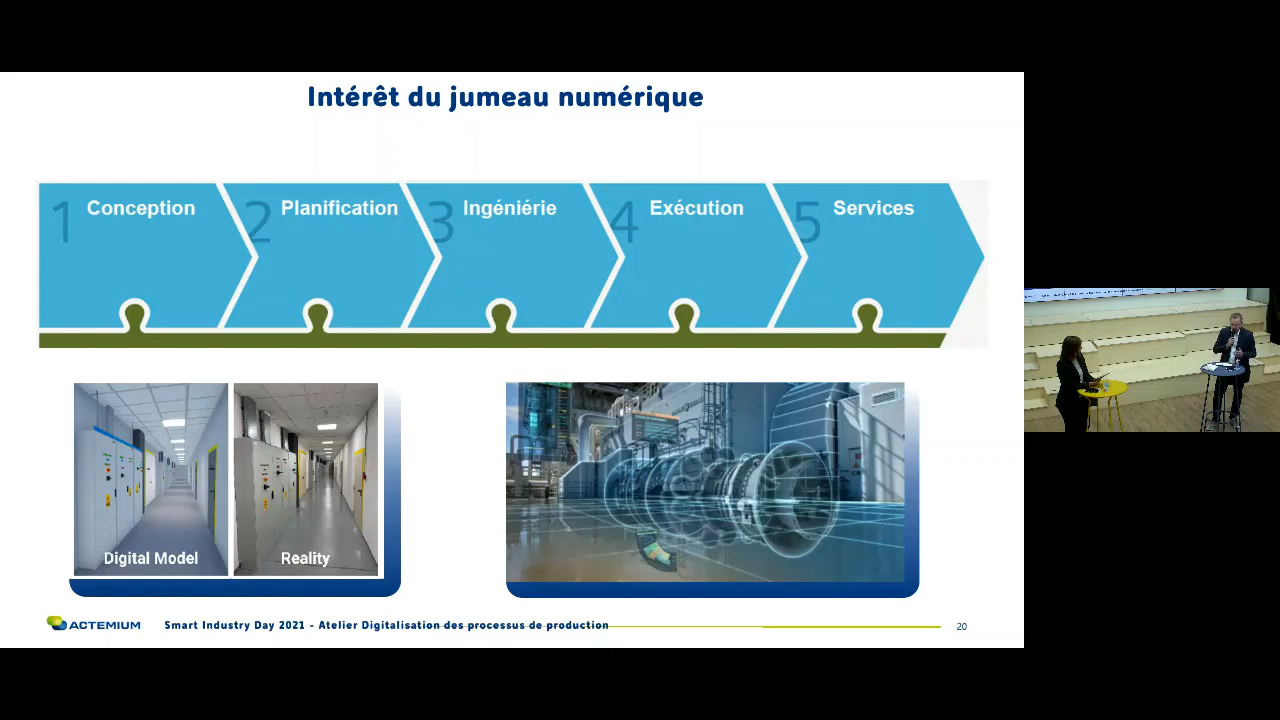 Intérêt du jumeau numérique
1 Conception
2 Planification
3 Ingéniérie
4 Exécution
5 Services
Digital Model
Reality
ACTEMIUM
Smart Industry Day 2021 - Atelier Digitalisation des processus de production
20